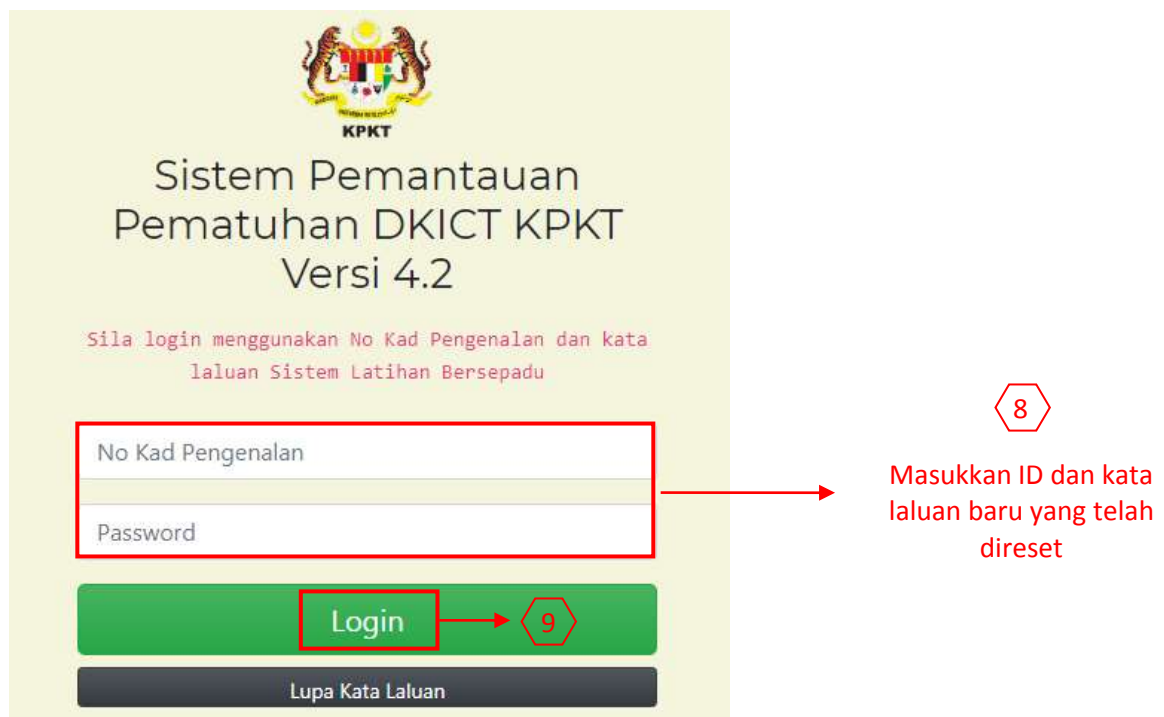 KPKT
Sistem Pemantauan
Pematuhan DKICT KPKT
Versi 4.2
Sila login menggunakan No Kad Pengenalan dan kata
laluan Sistem Latihan Bersepadu
No Kad Pengenalan
Password
Login
9
Lupa Kata Laluan
8
Masukkan ID dan kata
laluan baru yang telah
direset